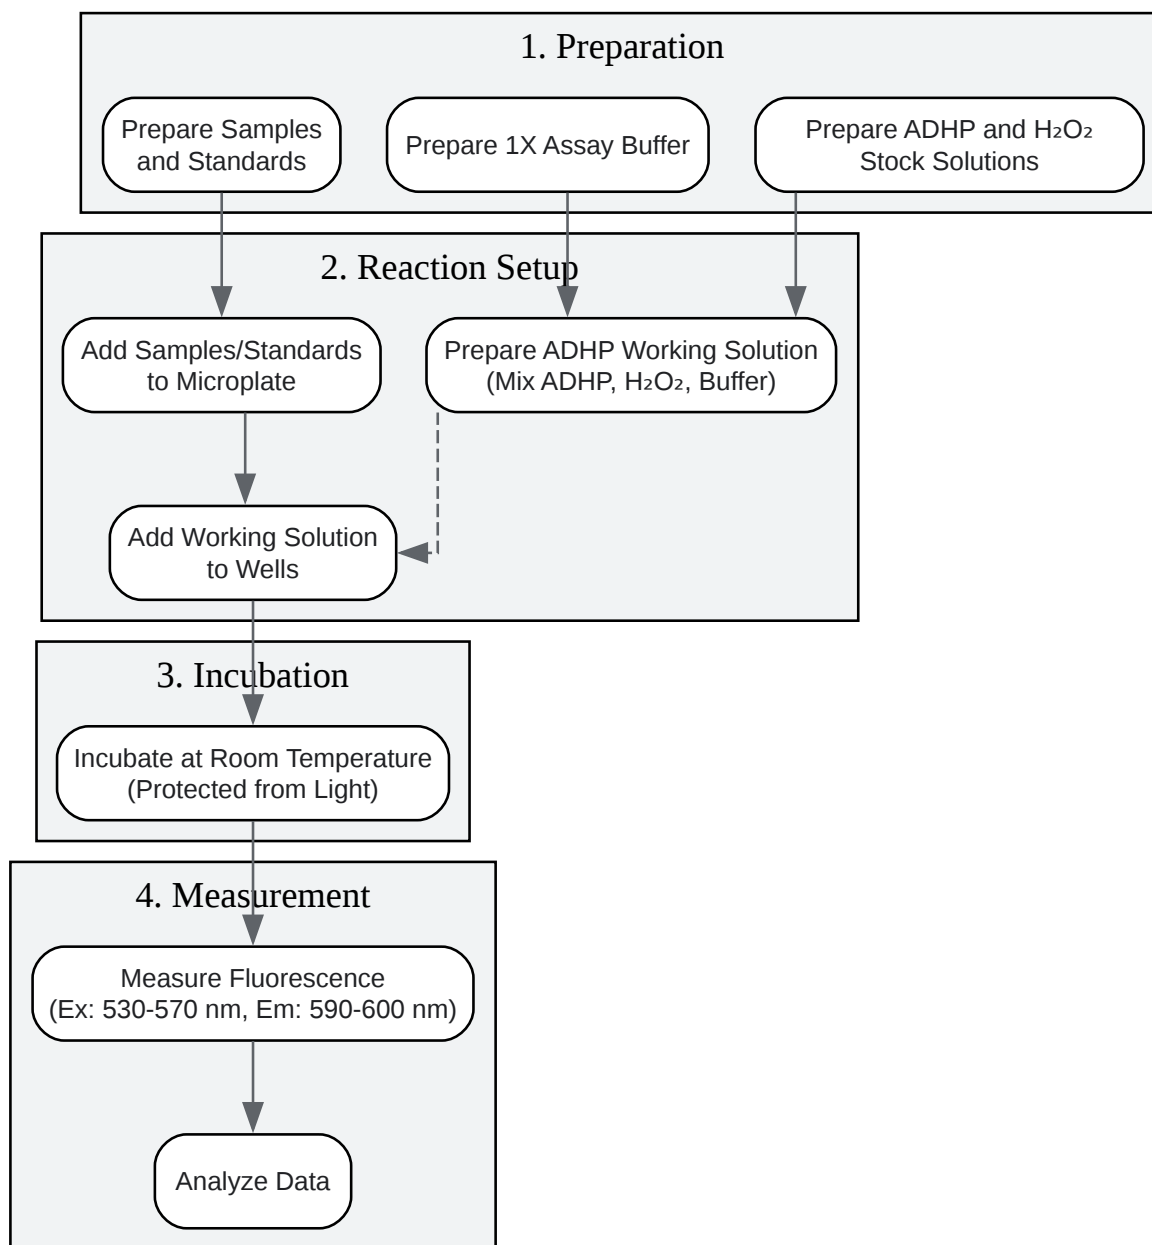 1. Preparation
Prepare Samples
and Standards
Prepare 1X Assay Buffer
Prepare ADHP and H₂O₂
Stock Solutions
2. Reaction Setup
Add Samples/Standards
to Microplate
Prepare ADHP Working Solution
(Mix ADHP, H₂O₂, Buffer)
Add Working Solution
to Wells
3. Incubation
Incubate at Room Temperature
(Protected from Light)
4. Measurement
Measure Fluorescence
(Ex: 530-570 nm, Em: 590-600 nm)
Analyze Data